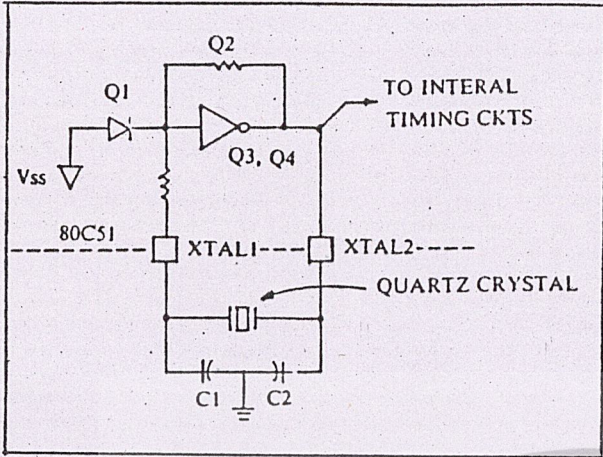 Q2
Q1
TO INTERAL
TIMING CKTS
Q3, Q4
Vss
80C51
XTAL1
XTAL2
QUARTZ CRYSTAL
C1
C2